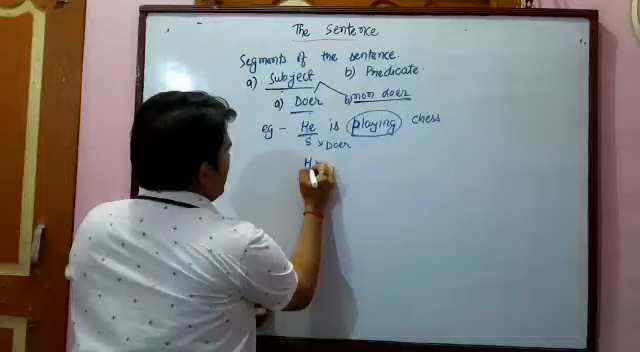 The Sentence
Segments of the sentence.
a) Subject b) Predicate.
a) Doer b) non doer
eg - He is playing chess
S → Doer
H